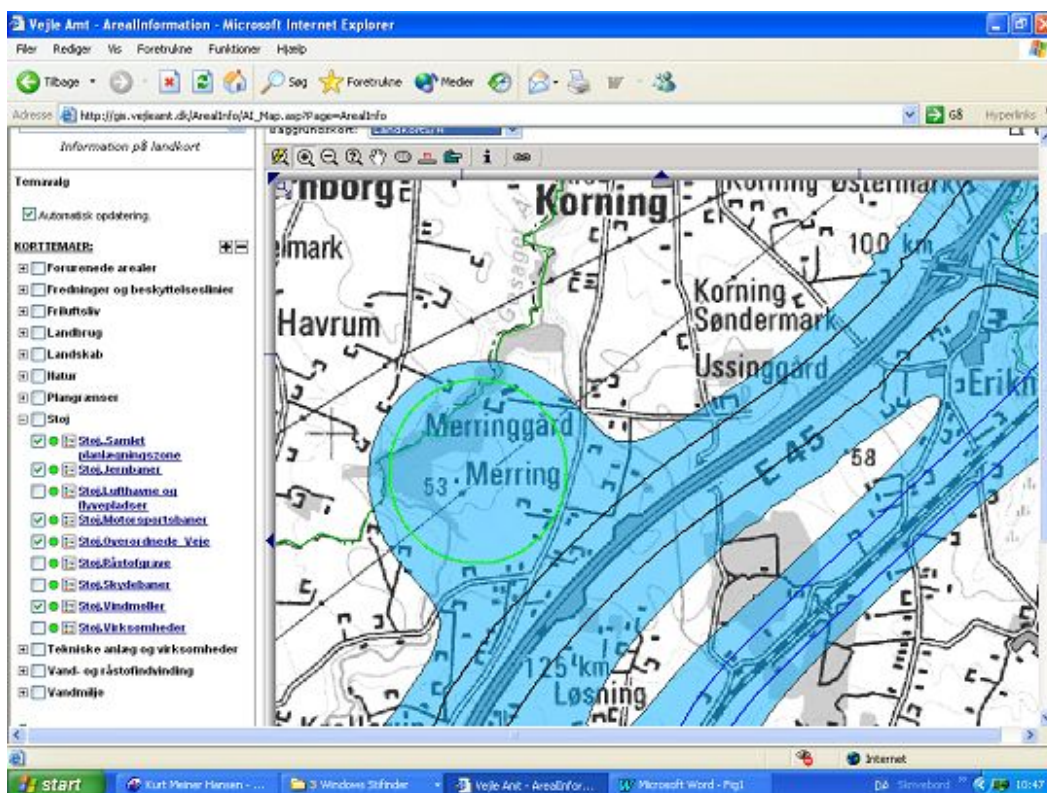 Vejle Amt - ArealInformation - Microsoft Internet Explorer
Filer Rediger Vis Foretrukne Funktioner Hjælp
Tilbage Søg Foretrukne Medier
Adresse http://gis.vejleamt.dk/ArealInfo/AI_Map.asp?Page=ArealInfo Gå Hyperlinks
Baggrundskort:
Information på landkort
Temavalg
Automatisk opdatering.
KORTTEMAER:
Forurenede arealer
Fredninger og beskyttelseslinier
Friluftsliv
Landbrug
Landskab
Natur
Plangrænser
Støj
Støj.Samlet planlægningszone
Støj.Jernbaner
Støj.Lufthavne og flyvepladser
Støj.Motorsportsbaner
Støj.Overordnede Veje
Støj.Råstofgrave
Støj.Skydebaner
Støj.Vindmøller
Støj.Virksomheder
Tekniske anlæg og virksomheder
Vand- og råstofindvinding
Vandmiljø
Korning
Korning Østermark
100 km
Gesager Å
Havrum
Korning
Søndermark
Ussinggård
Merringgård
53 Merring
E 45
58
125 km
Løsning
Internet
start
Kurt Meiner Hansen - ...
3 Windows Stifinder
Vejle Amt - ArealInfor...
Microsoft Word - Fig1
DA Skrivebord
10:47